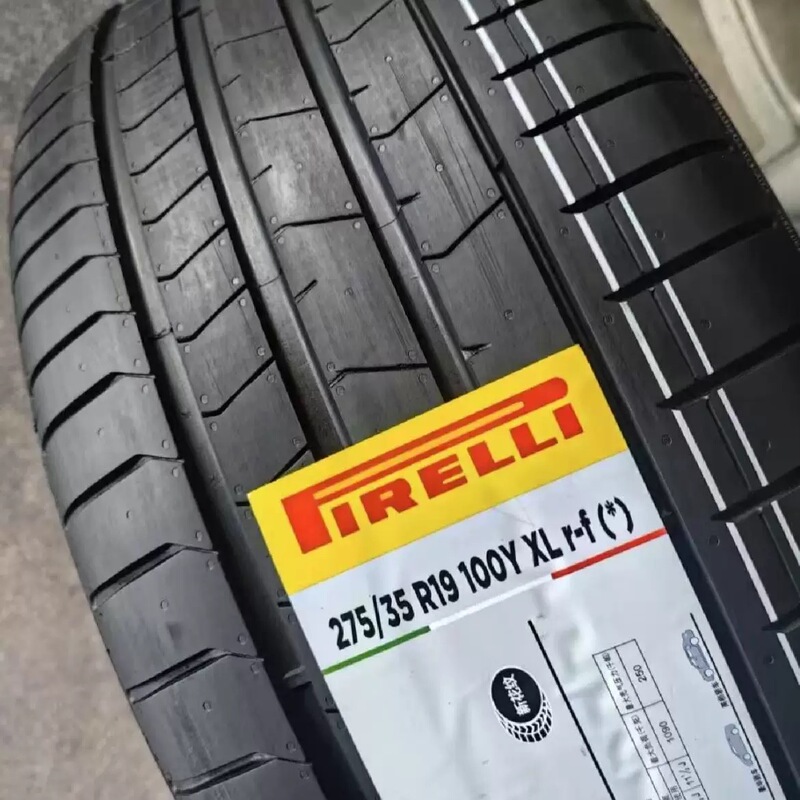 PIRELLI
275/35 R19 100Y XL r-f (*)
新花纹
250
1090